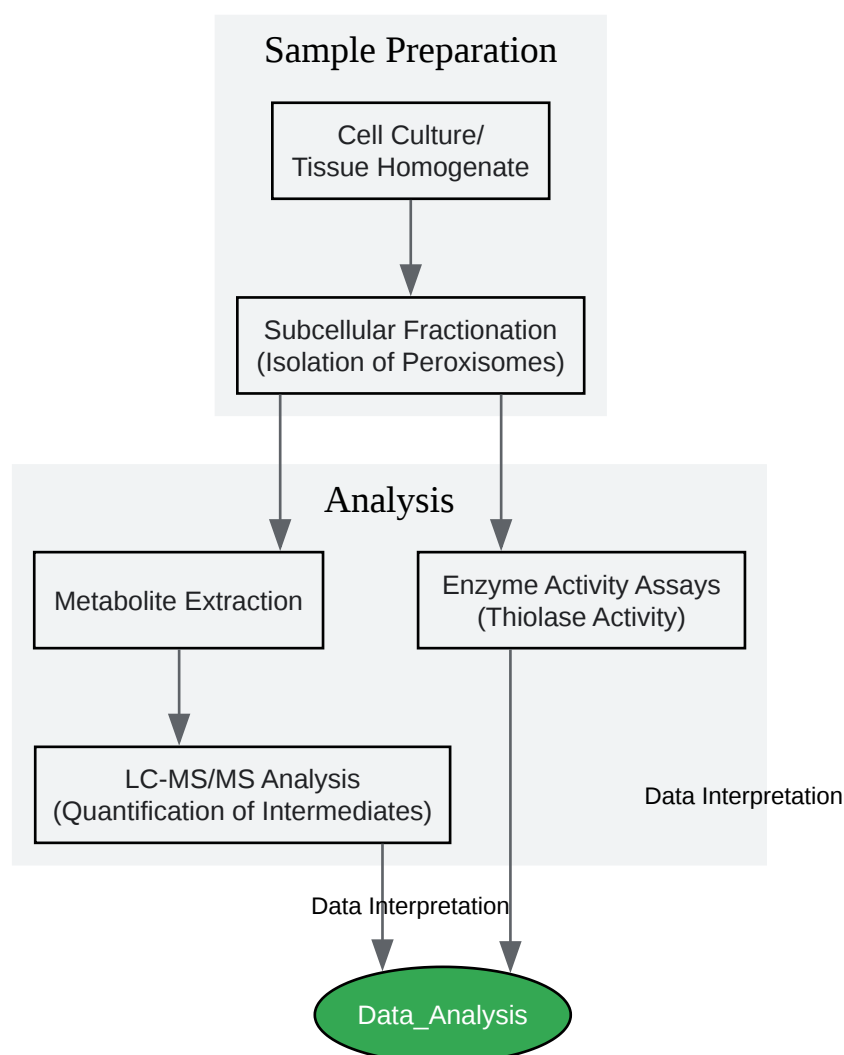 Sample Preparation
Cell Culture/
Tissue Homogenate
Subcellular Fractionation
(Isolation of Peroxisomes)
Analysis
Metabolite Extraction
Enzyme Activity Assays
(Thiolase Activity)
LC-MS/MS Analysis
(Quantification of Intermediates)
Data Interpretation
Data Interpretation
Data_Analysis